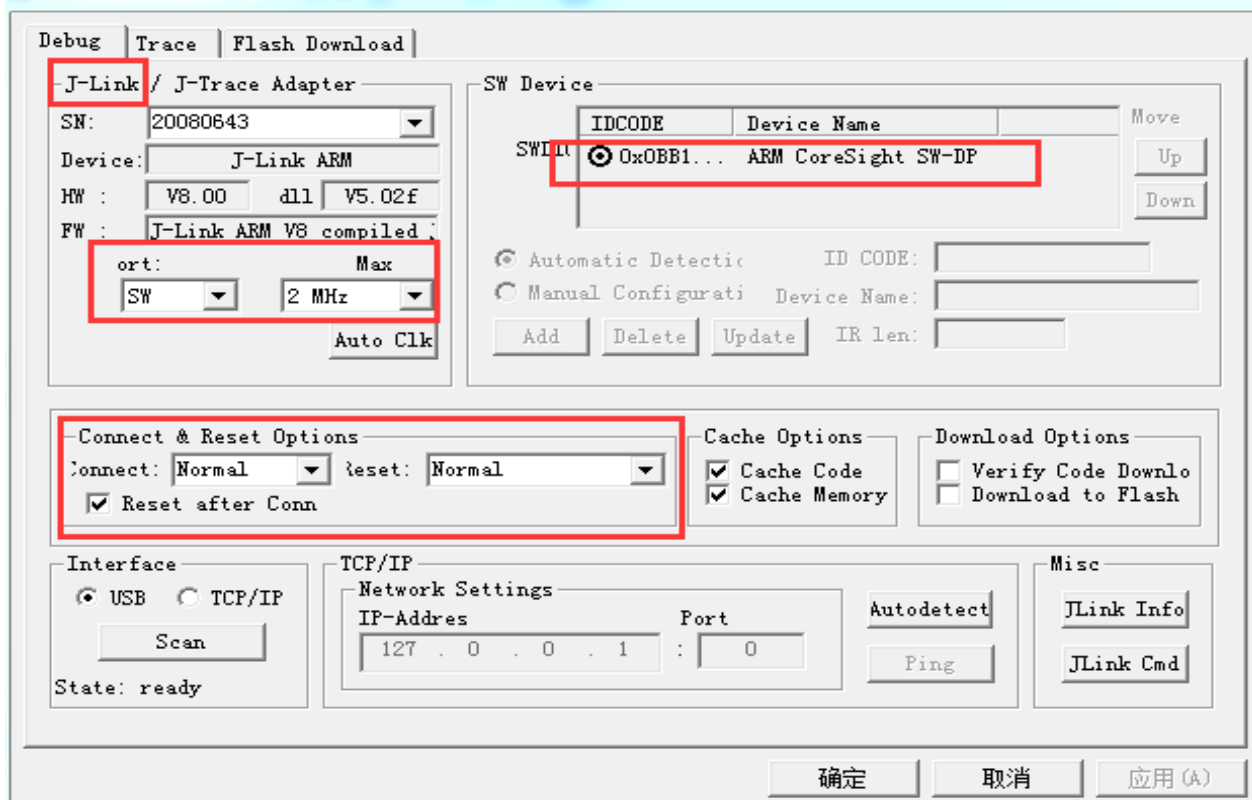 Debug Trace Flash Download
J-Link / J-Trace Adapter
SN: 20080643
Device: J-Link ARM
HW : V8.00 dll V5.02f
FW : J-Link ARM V8 compiled
ort: Max
SW 2 MHz
Auto Clk
SW Device
IDCODE Device Name
0x0BB1... ARM CoreSight SW-DP
Move
Up
Down
Automatic Detectic ID CODE:
Manual Configurati Device Name:
Add Delete Update IR len:
Connect & Reset Options
Connect: Normal Reset: Normal
Reset after Conn
Cache Options
Cache Code
Cache Memory
Download Options
Verify Code Downlo
Download to Flash
Interface
USB TCP/IP
Scan
State: ready
TCP/IP
Network Settings
IP-Addres Port
127 . 0 . 0 . 1 : 0
Autodetect
Ping
Misc
JLink Info
JLink Cmd
确定 取消 应用(A)